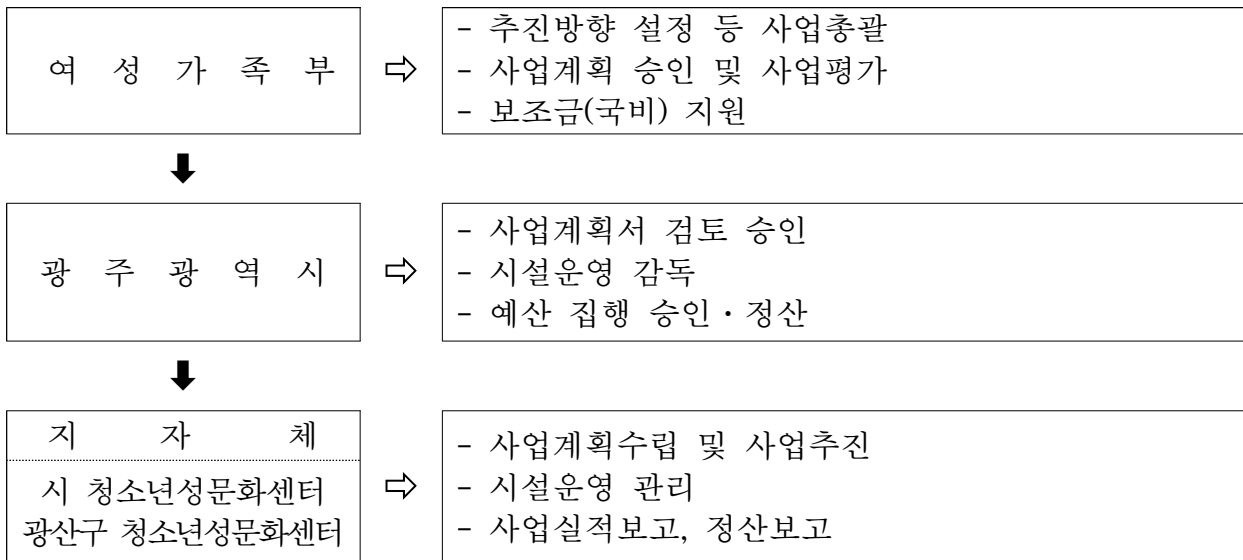 여 성 가 족 부
⇨
- 추진방향 설정 등 사업총괄
- 사업계획 승인 및 사업평가
- 보조금(국비) 지원
광 주 광 역 시
⇨
- 사업계획서 검토 승인
- 시설운영 감독
- 예산 집행 승인・정산
지 자 체
시 청소년성문화센터
광산구 청소년성문화센터
⇨
- 사업계획수립 및 사업추진
- 시설운영 관리
- 사업실적보고, 정산보고